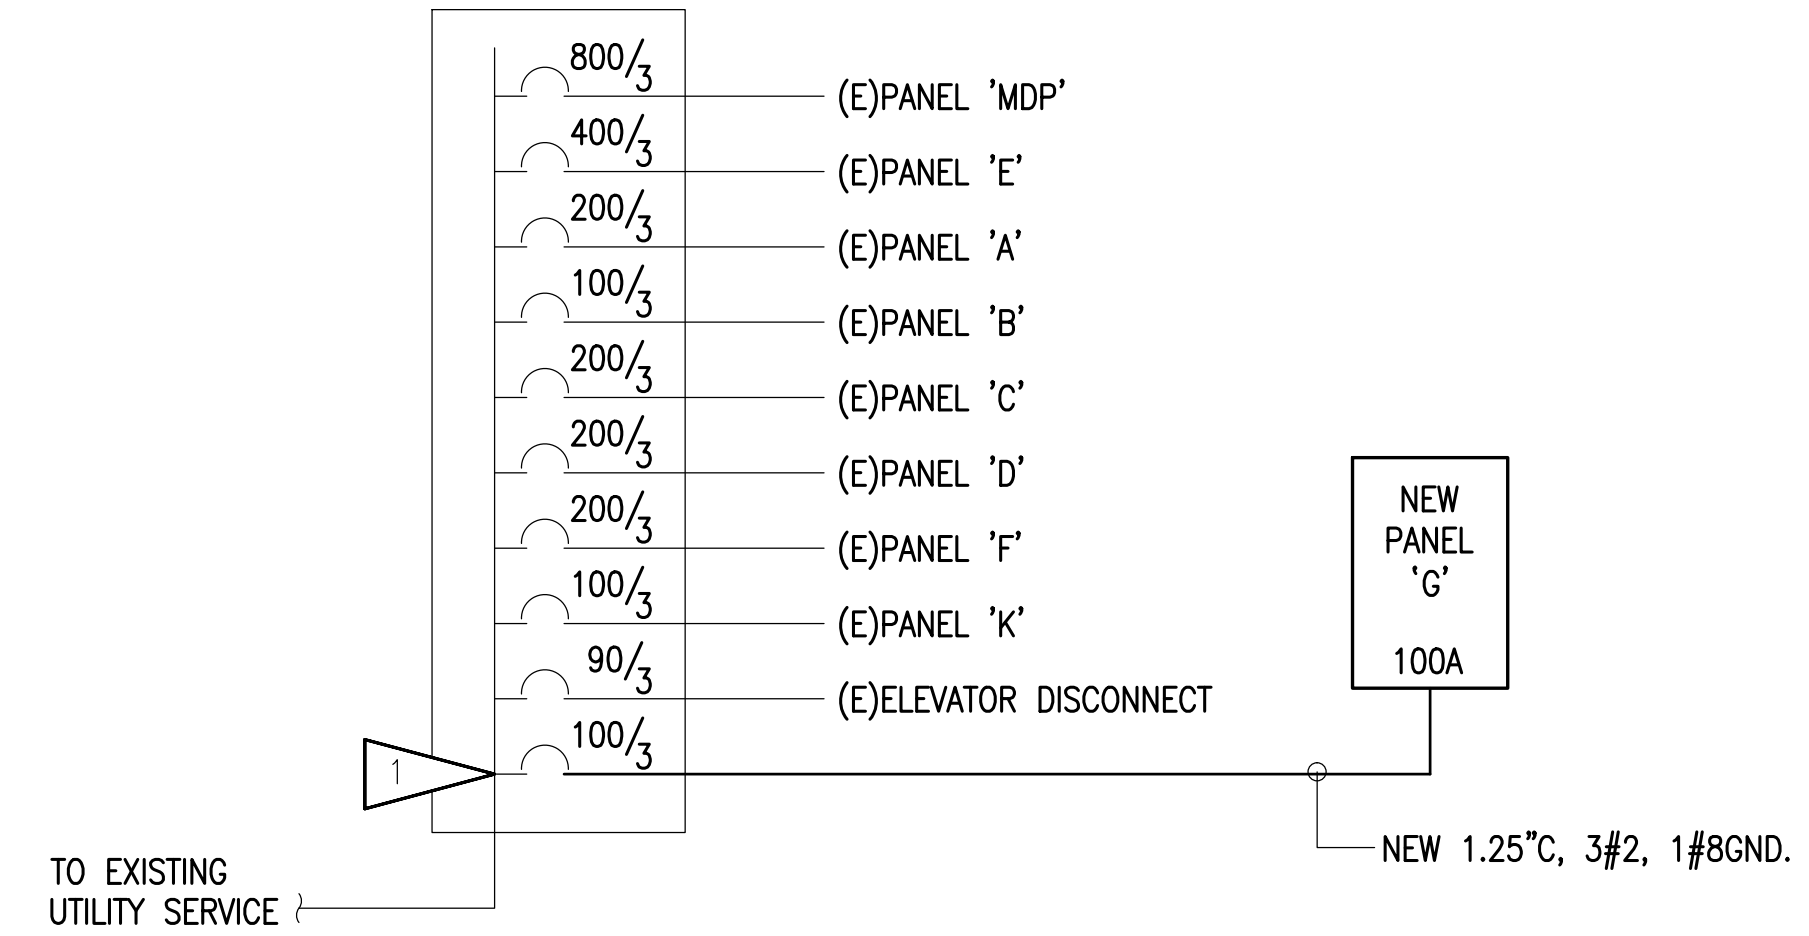 800/3
(E)PANEL 'MDP'
400/3
(E)PANEL 'E'
200/3
(E)PANEL 'A'
100/3
(E)PANEL 'B'
200/3
(E)PANEL 'C'
200/3
(E)PANEL 'D'
200/3
(E)PANEL 'F'
100/3
(E)PANEL 'K'
90/3
(E)ELEVATOR DISCONNECT
100/3
1
NEW
PANEL
'G'
100A
NEW 1.25"C, 3#2, 1#8GND.
TO EXISTING
UTILITY SERVICE